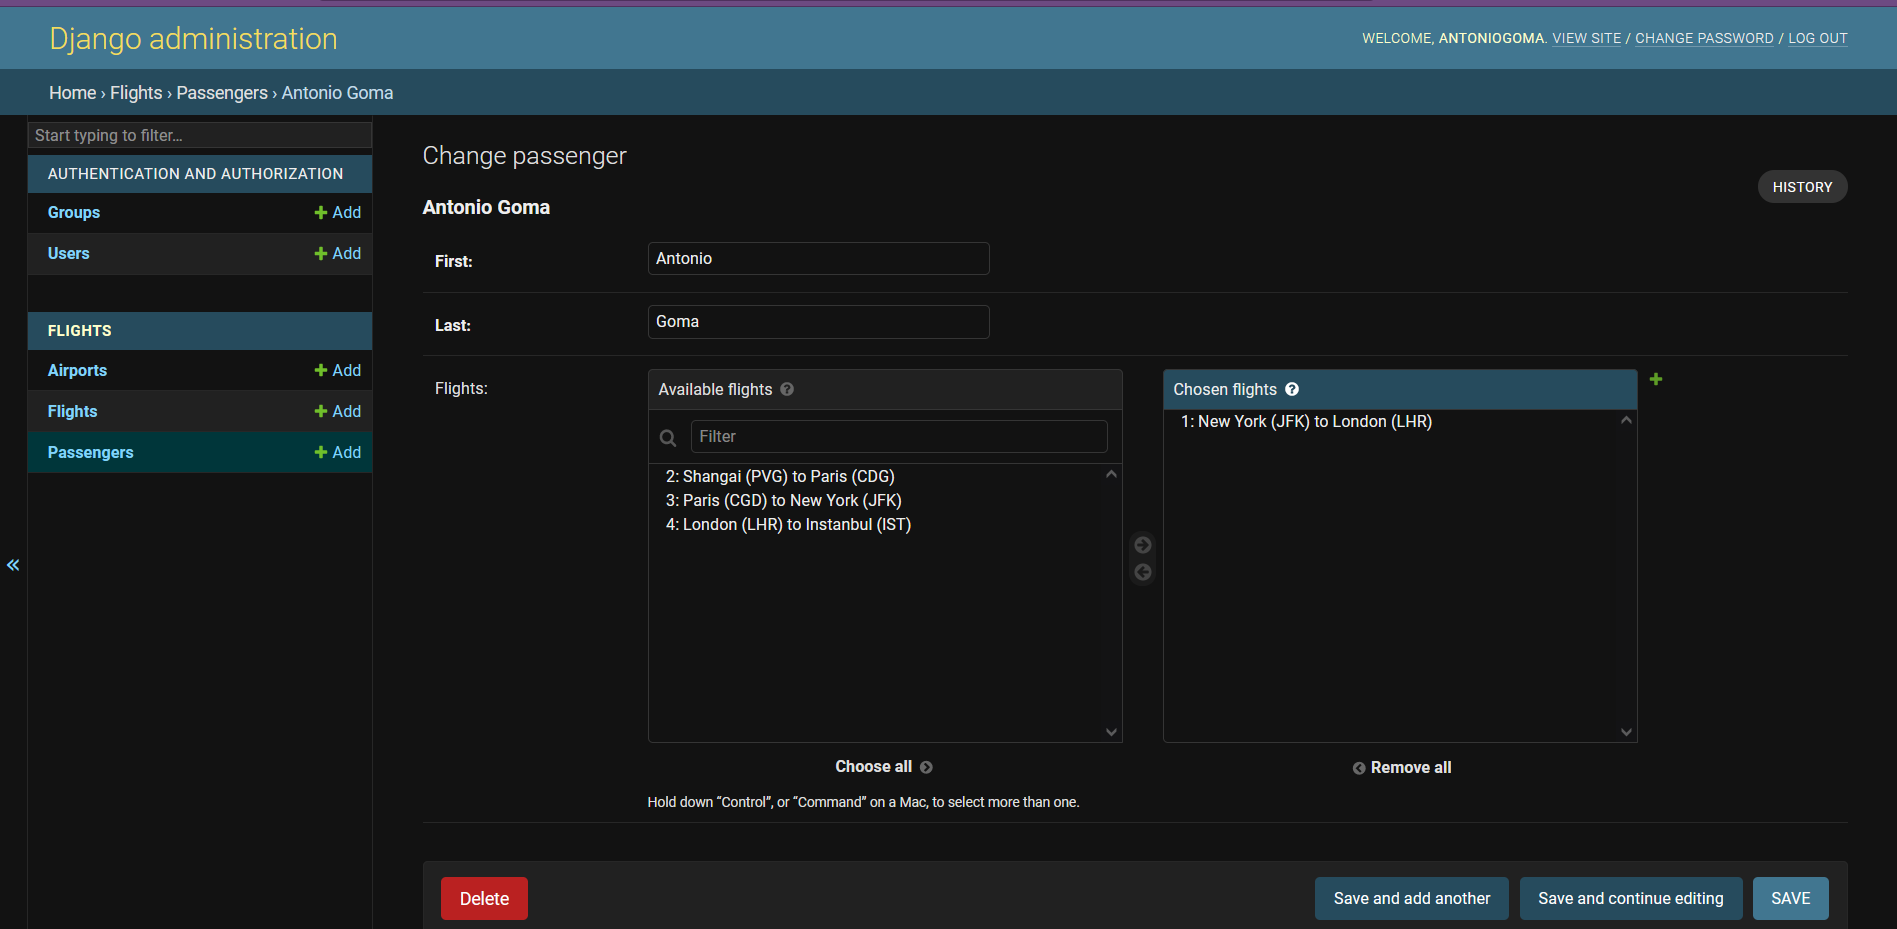 Django administration
WELCOME, ANTONIOGOMA. VIEW SITE / CHANGE PASSWORD / LOG OUT
Home › Flights › Passengers › Antonio Goma
Start typing to filter...
AUTHENTICATION AND AUTHORIZATION
Groups + Add
Users + Add
FLIGHTS
Airports + Add
Flights + Add
Passengers + Add
«
Change passenger
HISTORY
Antonio Goma
First: Antonio
Last: Goma
Flights:
Available flights ?
Filter
2: Shangai (PVG) to Paris (CDG)
3: Paris (CGD) to New York (JFK)
4: London (LHR) to Instanbul (IST)
Choose all
Chosen flights ?
1: New York (JFK) to London (LHR)
Remove all
Hold down “Control”, or “Command” on a Mac, to select more than one.
Delete
Save and add another
Save and continue editing
SAVE